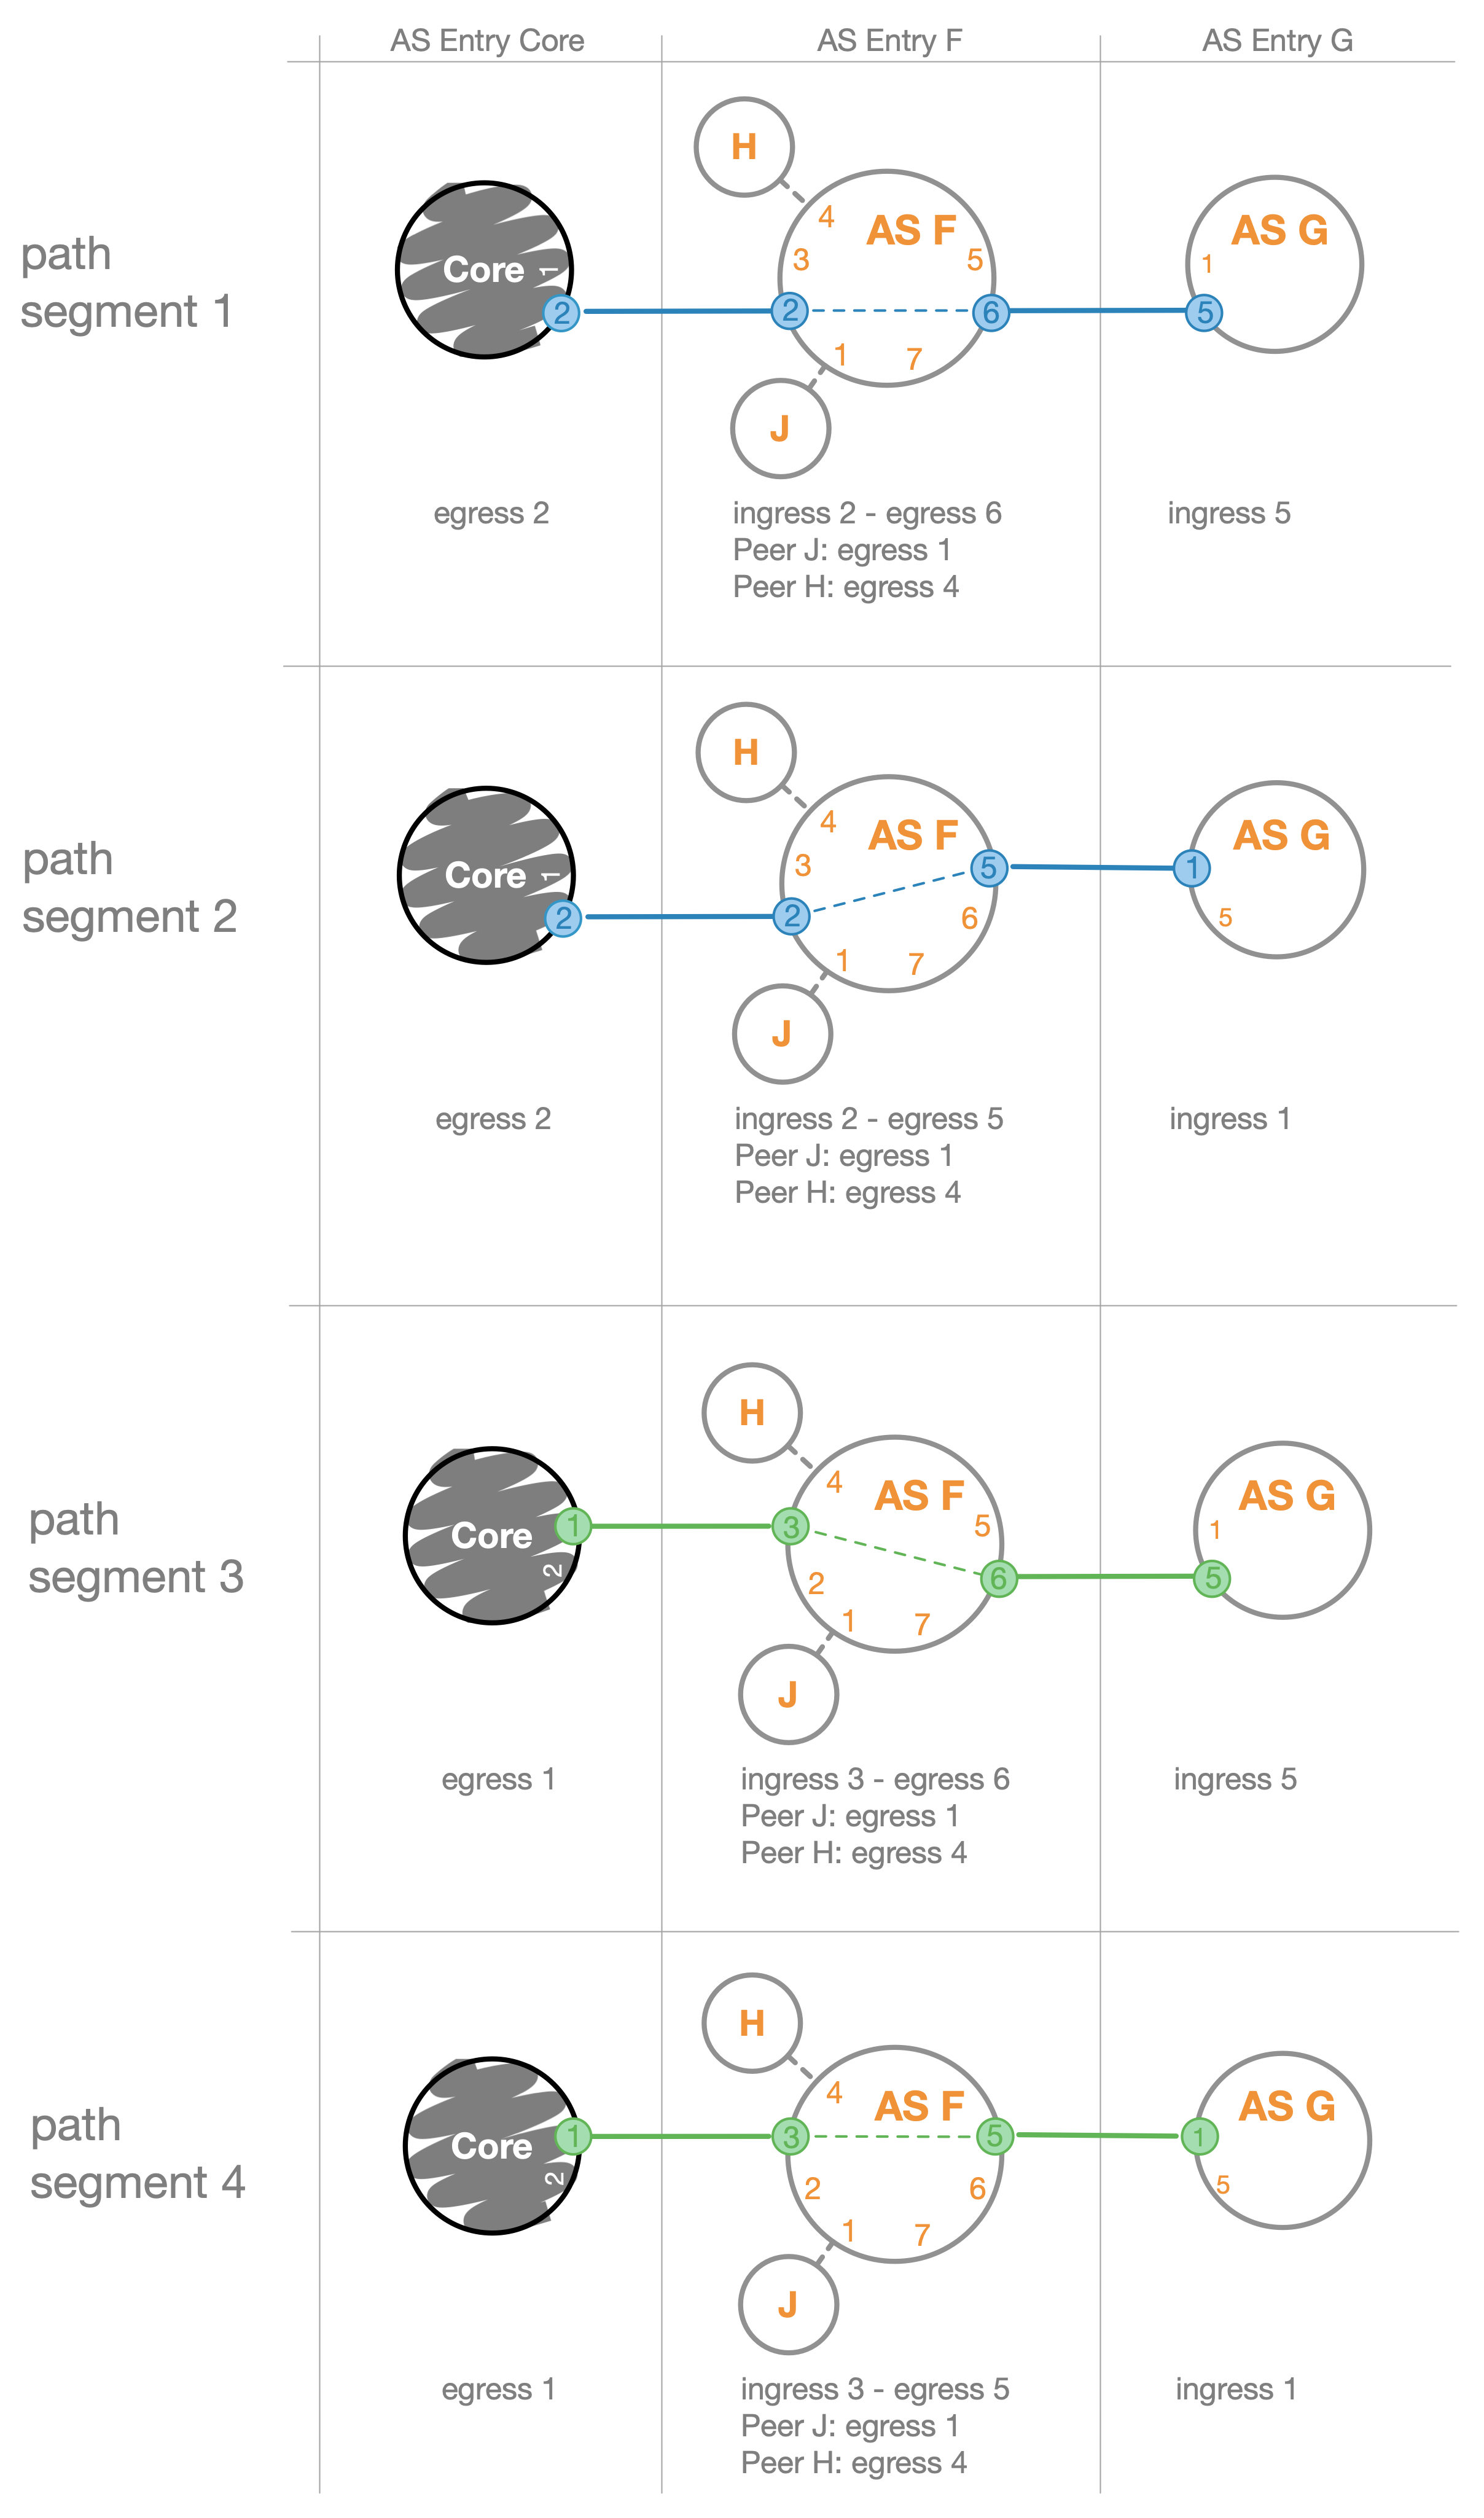 AS Entry Core
AS Entry F
AS Entry G
path
segment 1
Core
1
2
H
4
AS F
3
5
2
6
1
7
J
AS G
1
5
egress 2
ingress 2 - egress 6
Peer J: egress 1
Peer H: egress 4
ingress 5
path
segment 2
Core
1
2
H
4
AS F
3
5
2
6
1
7
J
AS G
1
5
egress 2
ingress 2 - egress 5
Peer J: egress 1
Peer H: egress 4
ingress 1
path
segment 3
Core
1
2
H
4
AS F
3
5
2
6
1
7
J
AS G
1
5
egress 1
ingress 3 - egress 6
Peer J: egress 1
Peer H: egress 4
ingress 5
path
segment 4
Core
1
2
H
4
AS F
3
5
2
6
1
7
J
AS G
1
5
egress 1
ingress 3 - egress 5
Peer J: egress 1
Peer H: egress 4
ingress 1